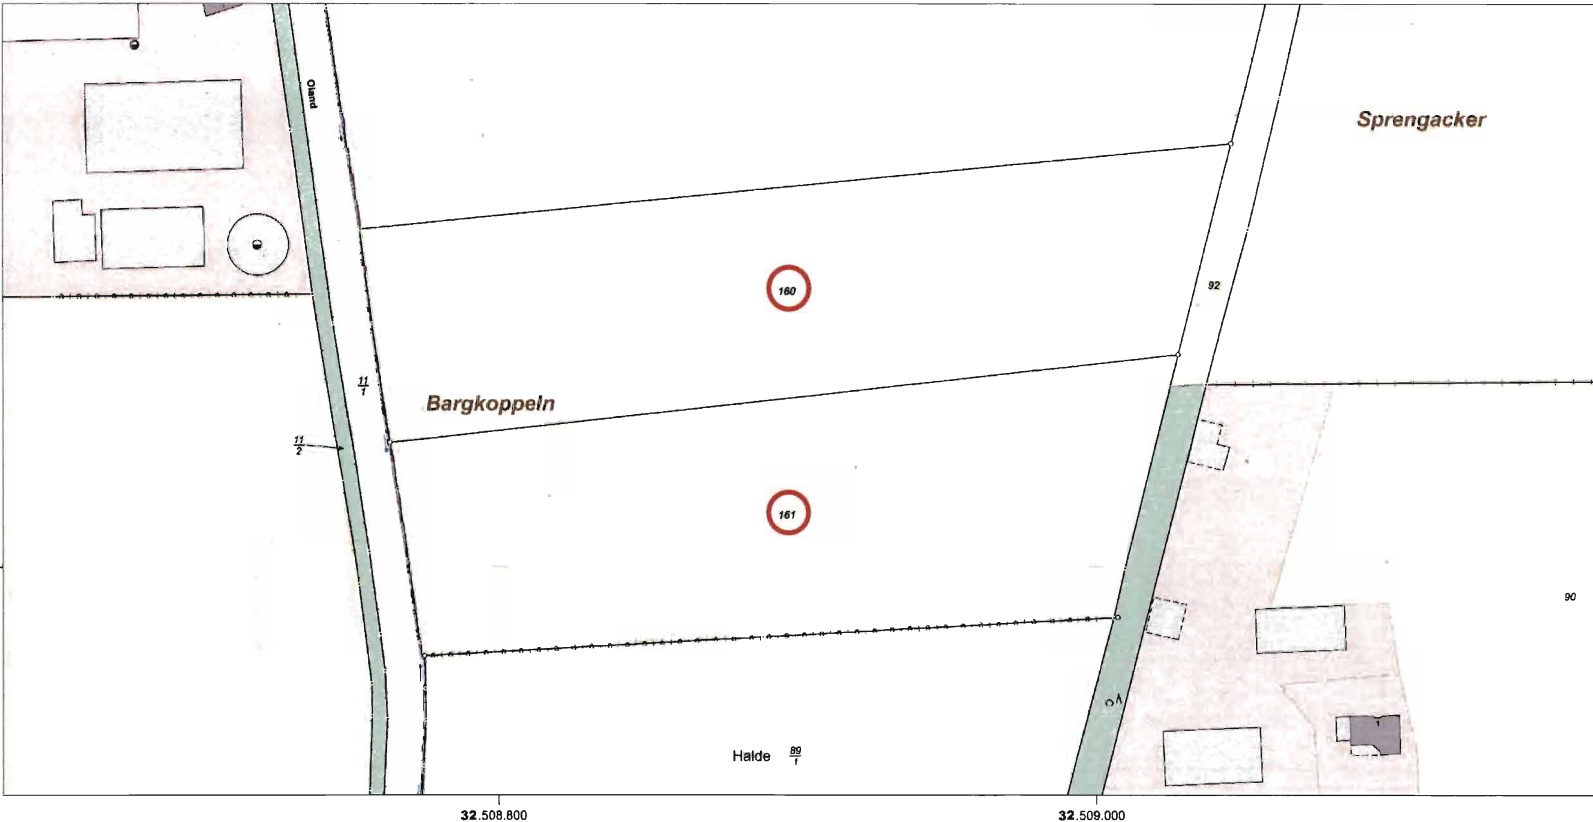 Oland
Sprengacker
160
92
11/1
Bargkoppeln
11/2
161
90
1
Halde 89/1
32.508.800
32.509.000